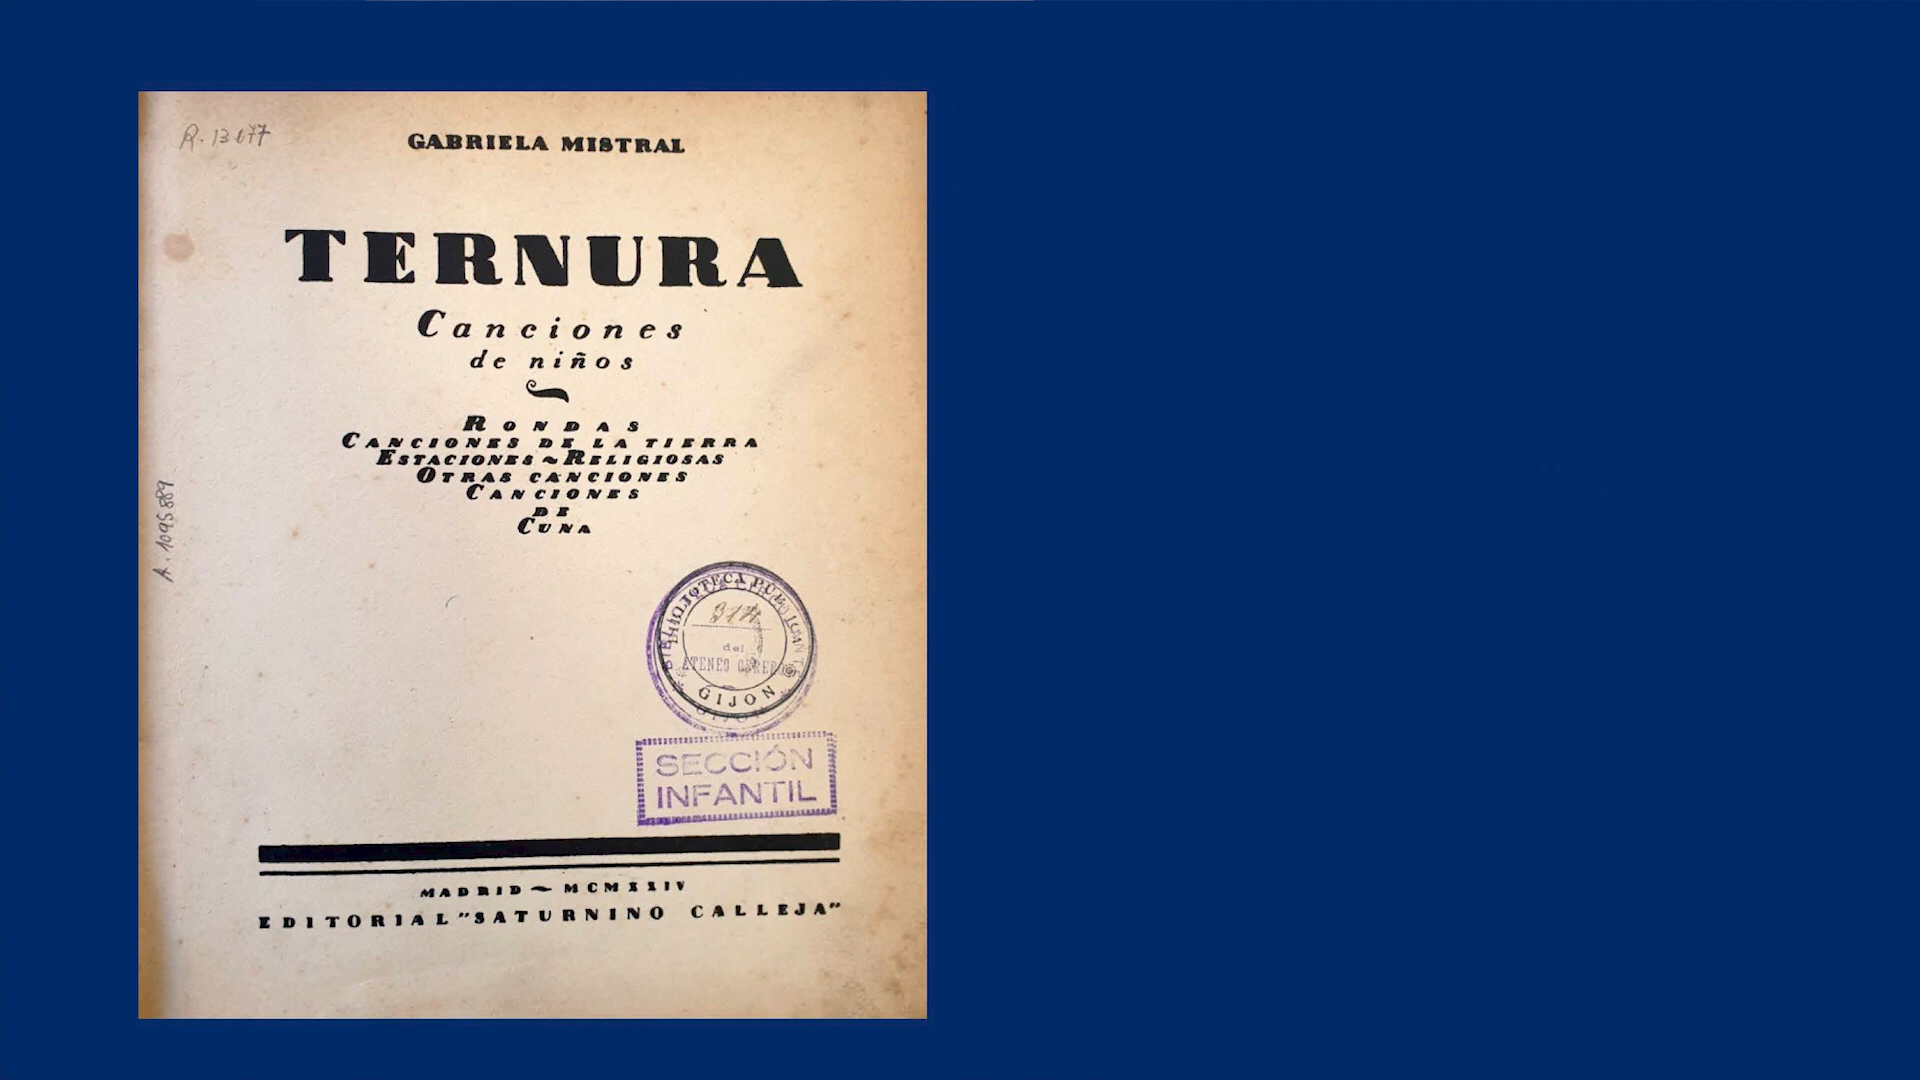 R. 13077
GABRIELA MISTRAL
TERNURA
Canciones
de niños
RONDAS
CANCIONES DE LA TIERRA
ESTACIONES ~ RELIGIOSAS
OTRAS CANCIONES
CANCIONES
DE
CUNA
A. 1095889
BIBLIOTECA
del
ATENEO OBRERO
GIJON
GIJON
SECCIÓN
INFANTIL
MADRID ~ MCMXXIV
EDITORIAL "SATURNINO CALLEJA"